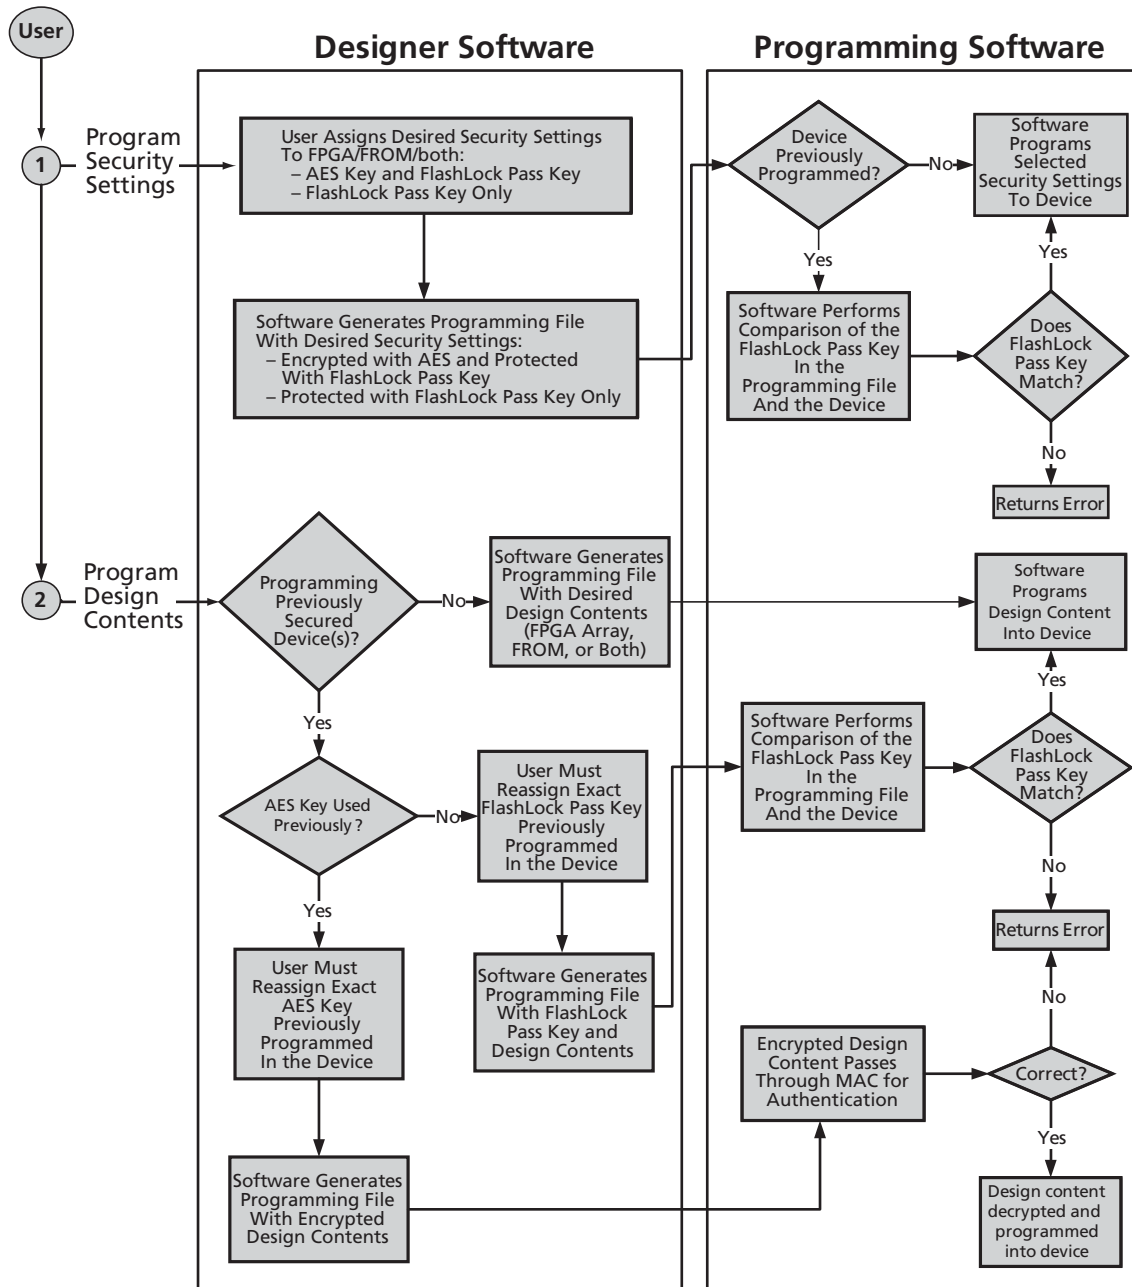 User
Designer Software
Programming Software
1
Program
Security
Settings
User Assigns Desired Security Settings
To FPGA/FROM/both:
– AES Key and FlashLock Pass Key
– FlashLock Pass Key Only
Software Generates Programming File
With Desired Security Settings:
– Encrypted with AES and Protected
With FlashLock Pass Key
– Protected with FlashLock Pass Key Only
Device
Previously
Programmed?
No
Software
Programs
Selected
Security Settings
To Device
Yes
Yes
Software Performs
Comparison of the
FlashLock Pass Key
In the
Programming File
And the Device
Does
FlashLock
Pass Key
Match?
No
Returns Error
2
Program
Design
Contents
Programming
Previously
Secured
Device(s)?
No
Software Generates
Programming File
With Desired
Design Contents
(FPGA Array,
FROM, or Both)
Software
Programs
Design Content
Into Device
Yes
Yes
AES Key Used
Previously ?
No
User Must
Reassign Exact
FlashLock Pass Key
Previously
Programmed
In the Device
Software Performs
Comparison of the
FlashLock Pass Key
In the
Programming File
And the Device
Does
FlashLock
Pass Key
Match?
No
Returns Error
Yes
User Must
Reassign Exact
AES Key
Previously
Programmed
In the Device
Software Generates
Programming File
With FlashLock
Pass Key and
Design Contents
No
Encrypted Design
Content Passes
Through MAC for
Authentication
Correct?
Yes
Software Generates
Programming File
With Encrypted
Design Contents
Design content
decrypted and
programmed
into device